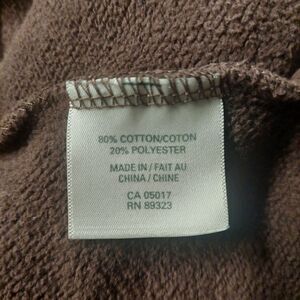 80% COTTON/COTON
20% POLYESTER
MADE IN / FAIT AU
CHINA / CHINE
CA 05017
RN 89323